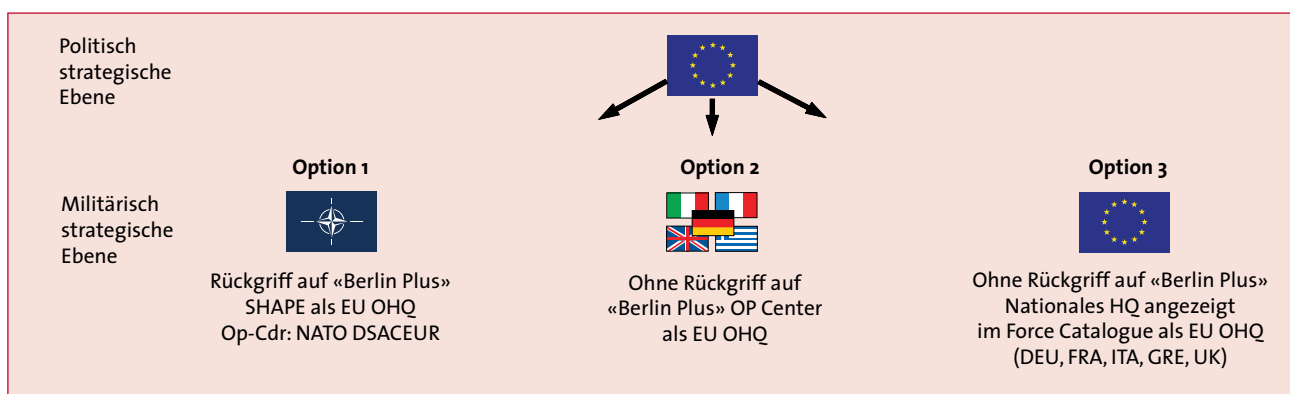 Politisch
strategische
Ebene
Option 1
Option 2
Option 3
Militärisch
strategische
Ebene
Rückgriff auf «Berlin Plus»
SHAPE als EU OHQ
Op-Cdr: NATO DSACEUR
Ohne Rückgriff auf
«Berlin Plus» OP Center
als EU OHQ
Ohne Rückgriff auf «Berlin Plus»
Nationales HQ angezeigt
im Force Catalogue als EU OHQ
(DEU, FRA, ITA, GRE, UK)